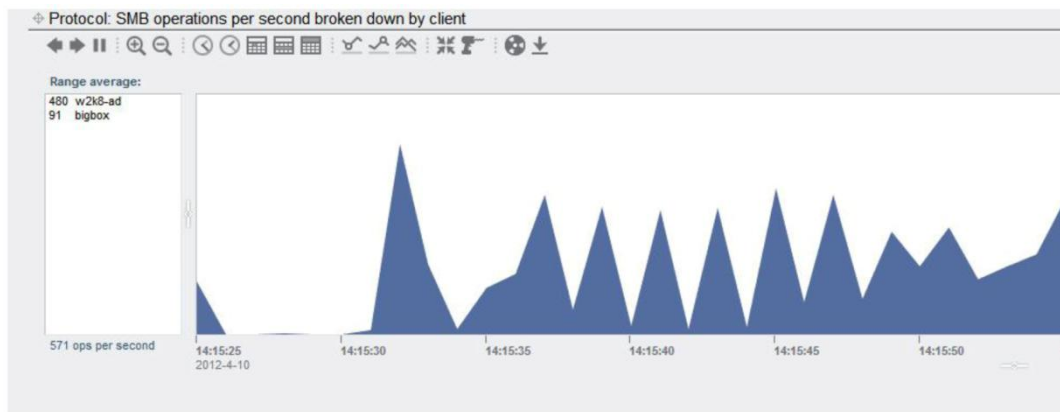 Protocol: SMB operations per second broken down by client
Range average:
480 w2k8-ad
91 bigbox
571 ops per second
14:15:25 14:15:30 14:15:35 14:15:40 14:15:45 14:15:50
2012-4-10